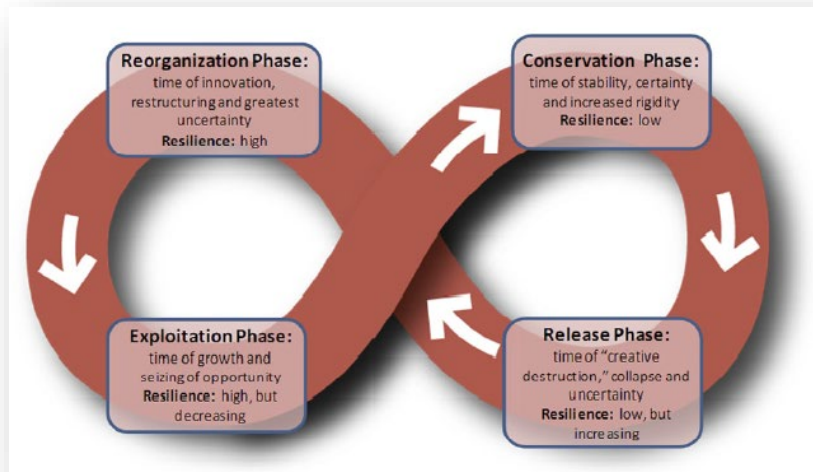 Reorganization Phase:
time of innovation,
restructuring and greatest
uncertainty
Resilience: high
Conservation Phase:
time of stability, certainty
and increased rigidity
Resilience: low
Exploitation Phase:
time of growth and
seizing of opportunity
Resilience: high, but
decreasing
Release Phase:
time of “creative
destruction,” collapse and
uncertainty
Resilience: low, but
increasing